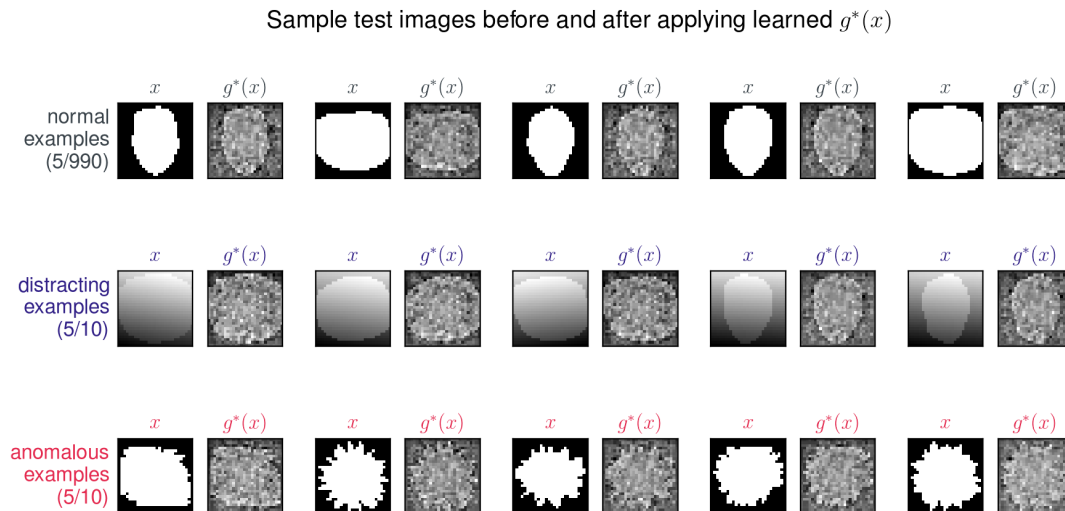 Sample test images before and after applying learned g*(x)
x g*(x) x g*(x) x g*(x) x g*(x) x g*(x)
normal
examples
(5/990)
x g*(x) x g*(x) x g*(x) x g*(x) x g*(x)
distracting
examples
(5/10)
x g*(x) x g*(x) x g*(x) x g*(x) x g*(x)
anomalous
examples
(5/10)